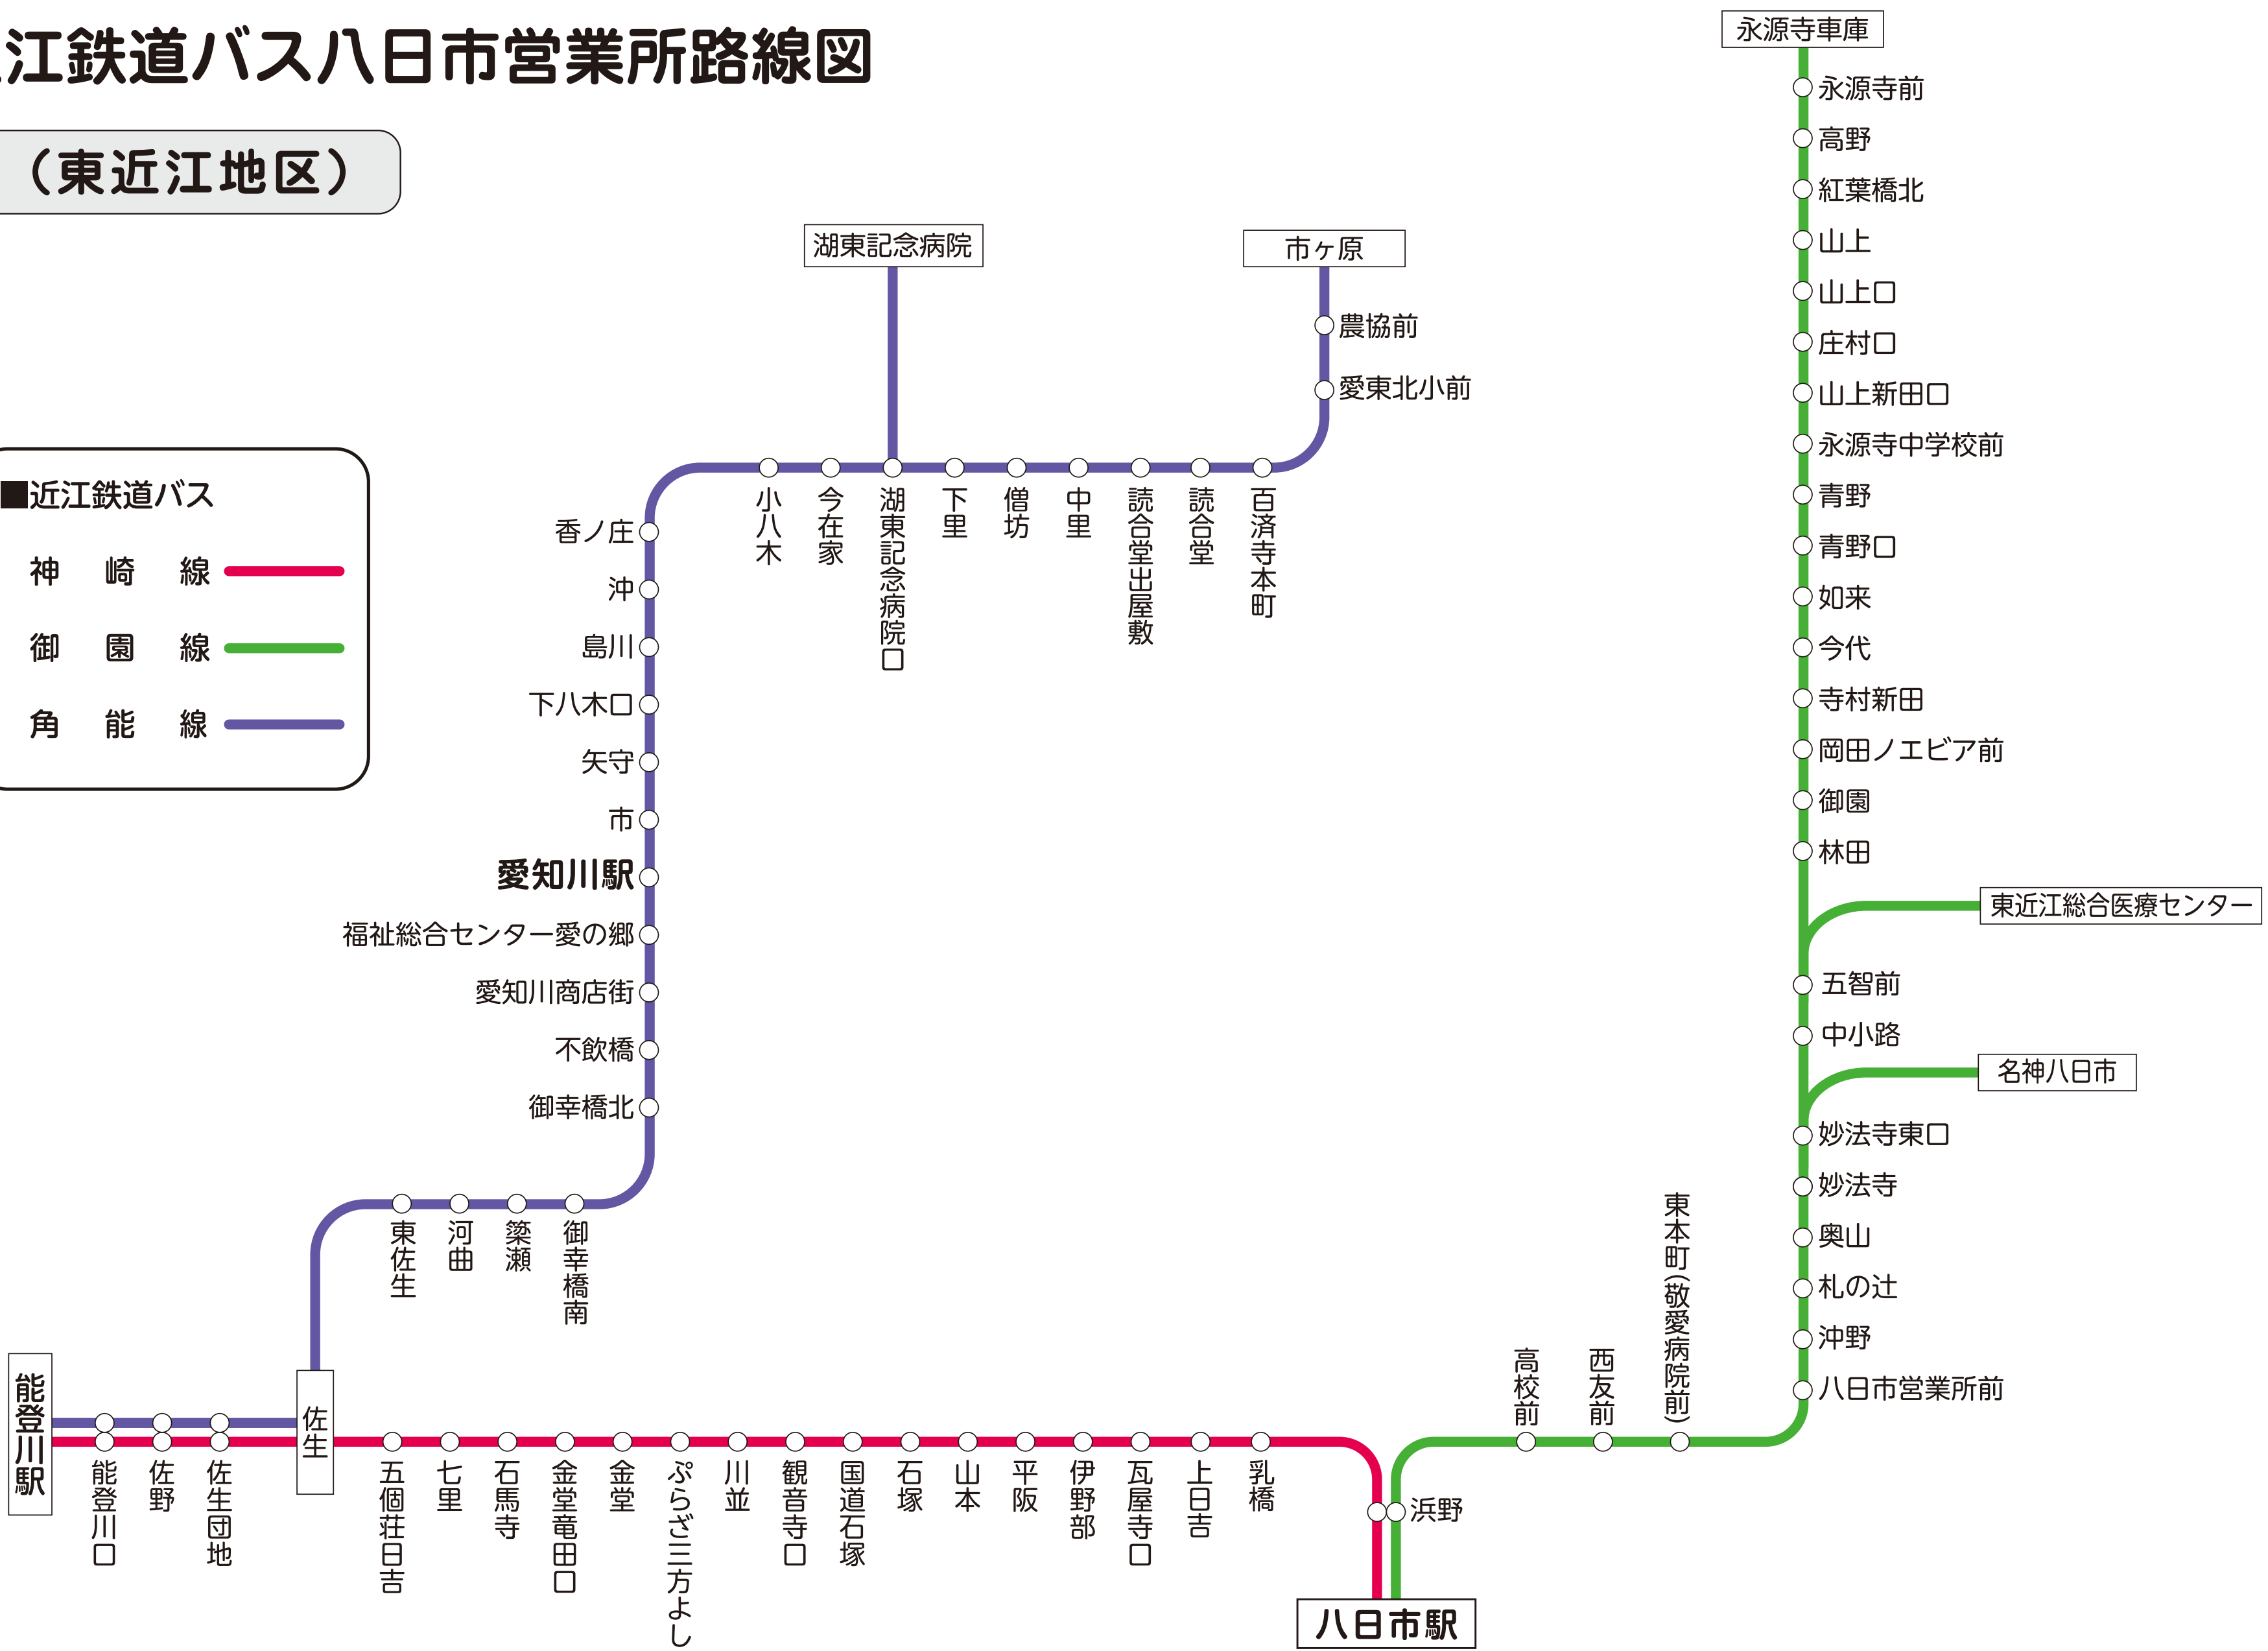 江鉄道バス八日市営業所路線図
（東近江地区）
■近江鉄道バス
神崎線
御園線
角能線
湖東記念病院
市ヶ原
農協前
愛東北小前
小八木
今在家
湖東記念病院口
下里
僧坊
中里
読合堂出屋敷
読合堂
百済寺本町
香ノ庄
沖
島川
下八木口
矢守
市
愛知川駅
福祉総合センター愛の郷
愛知川商店街
不飲橋
御幸橋北
東佐生
河曲
簗瀬
御幸橋南
永源寺車庫
永源寺前
高野
紅葉橋北
山上
山上口
庄村口
山上新田口
永源寺中学校前
青野
青野口
如来
今代
寺村新田
岡田ノエビア前
御園
林田
東近江総合医療センター
五智前
中小路
名神八日市
妙法寺東口
妙法寺
奥山
札の辻
沖野
八日市営業所前
東本町(敬愛病院前)
西友前
高校前
浜野
八日市駅
能登川駅
能登川口
佐野
佐生団地
佐生
五個荘日吉
七里
石馬寺
金堂竜田口
金堂
ぷらざ三方よし
川並
観音寺口
国道石塚
石塚
山本
平阪
伊野部
瓦屋寺口
上日吉
乳橋